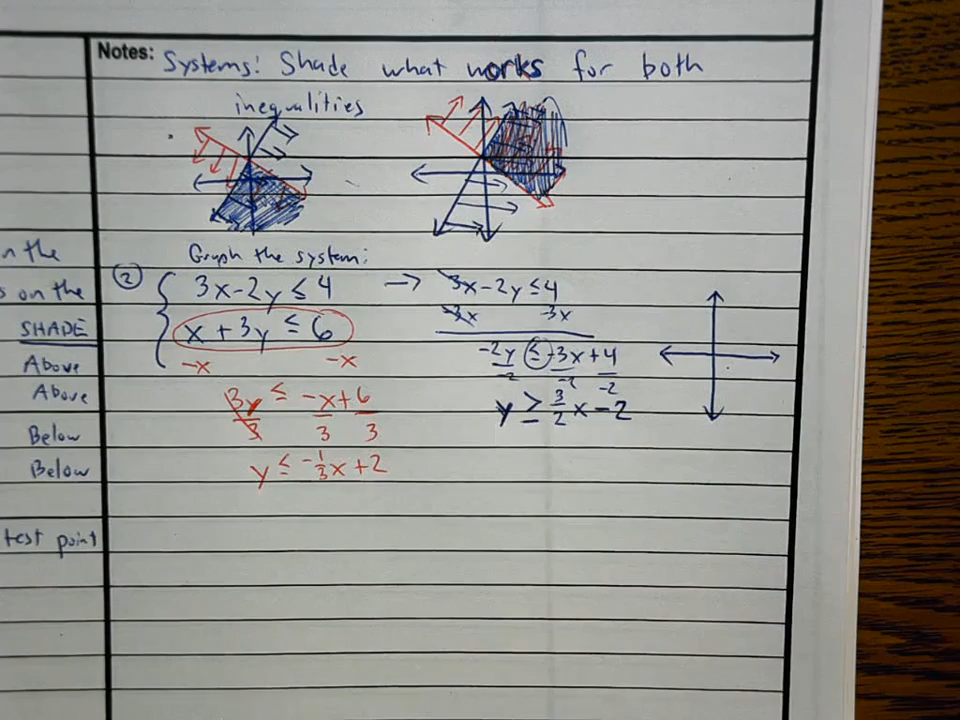 Notes: Systems: Shade what works for both
inequalities
Graph the system:
② 3x-2y≤4 → 3x-2y≤4
x+3y≤6 -3x -3x
-x -x
-2y ≤ -3x+4
-2 -2 -2
3y ≤ -x+6
3 3 3
y ≥ 3/2x-2
y ≤ -1/3x+2
n the
s on the
SHADE
Above
Above
Below
Below
test point